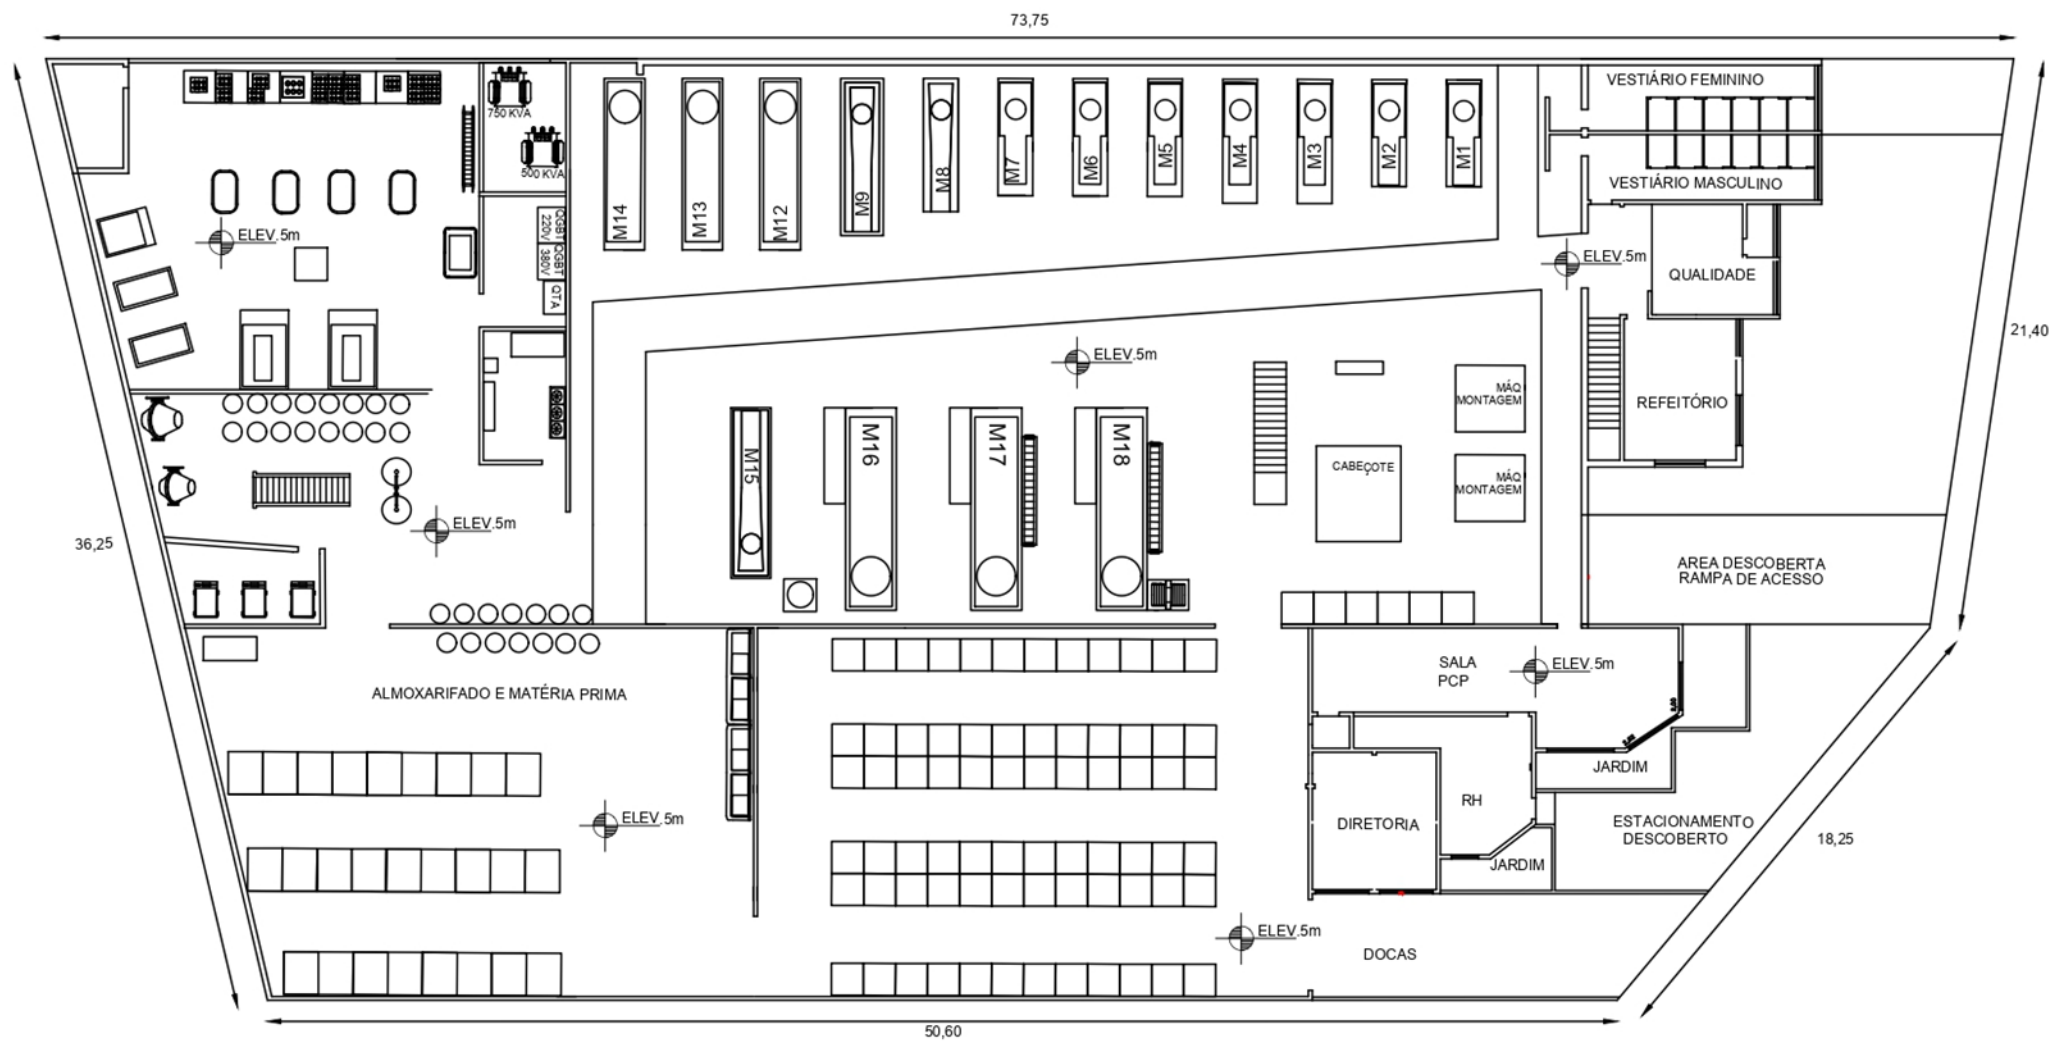 73,75
VESTIÁRIO FEMININO
750 KVA
500 KVA
M14
M13
M12
M9
M8
M7
M6
M5
M4
M3
M2
M1
VESTIÁRIO MASCULINO
QGBT
220V
QGBT
380V
QTA
ELEV.5m
ELEV.5m
QUALIDADE
21,40
ELEV.5m
MÁQ
MONTAGEM
REFEITÓRIO
M15
M16
M17
M18
CABEÇOTE
MÁQ
MONTAGEM
ELEV.5m
36,25
AREA DESCOBERTA
RAMPA DE ACESSO
SALA
PCP
ELEV.5m
ALMOXARIFADO E MATÉRIA PRIMA
JARDIM
RH
ELEV.5m
DIRETORIA
ESTACIONAMENTO
DESCOBERTO
18,25
JARDIM
ELEV.5m
DOCAS
50,60